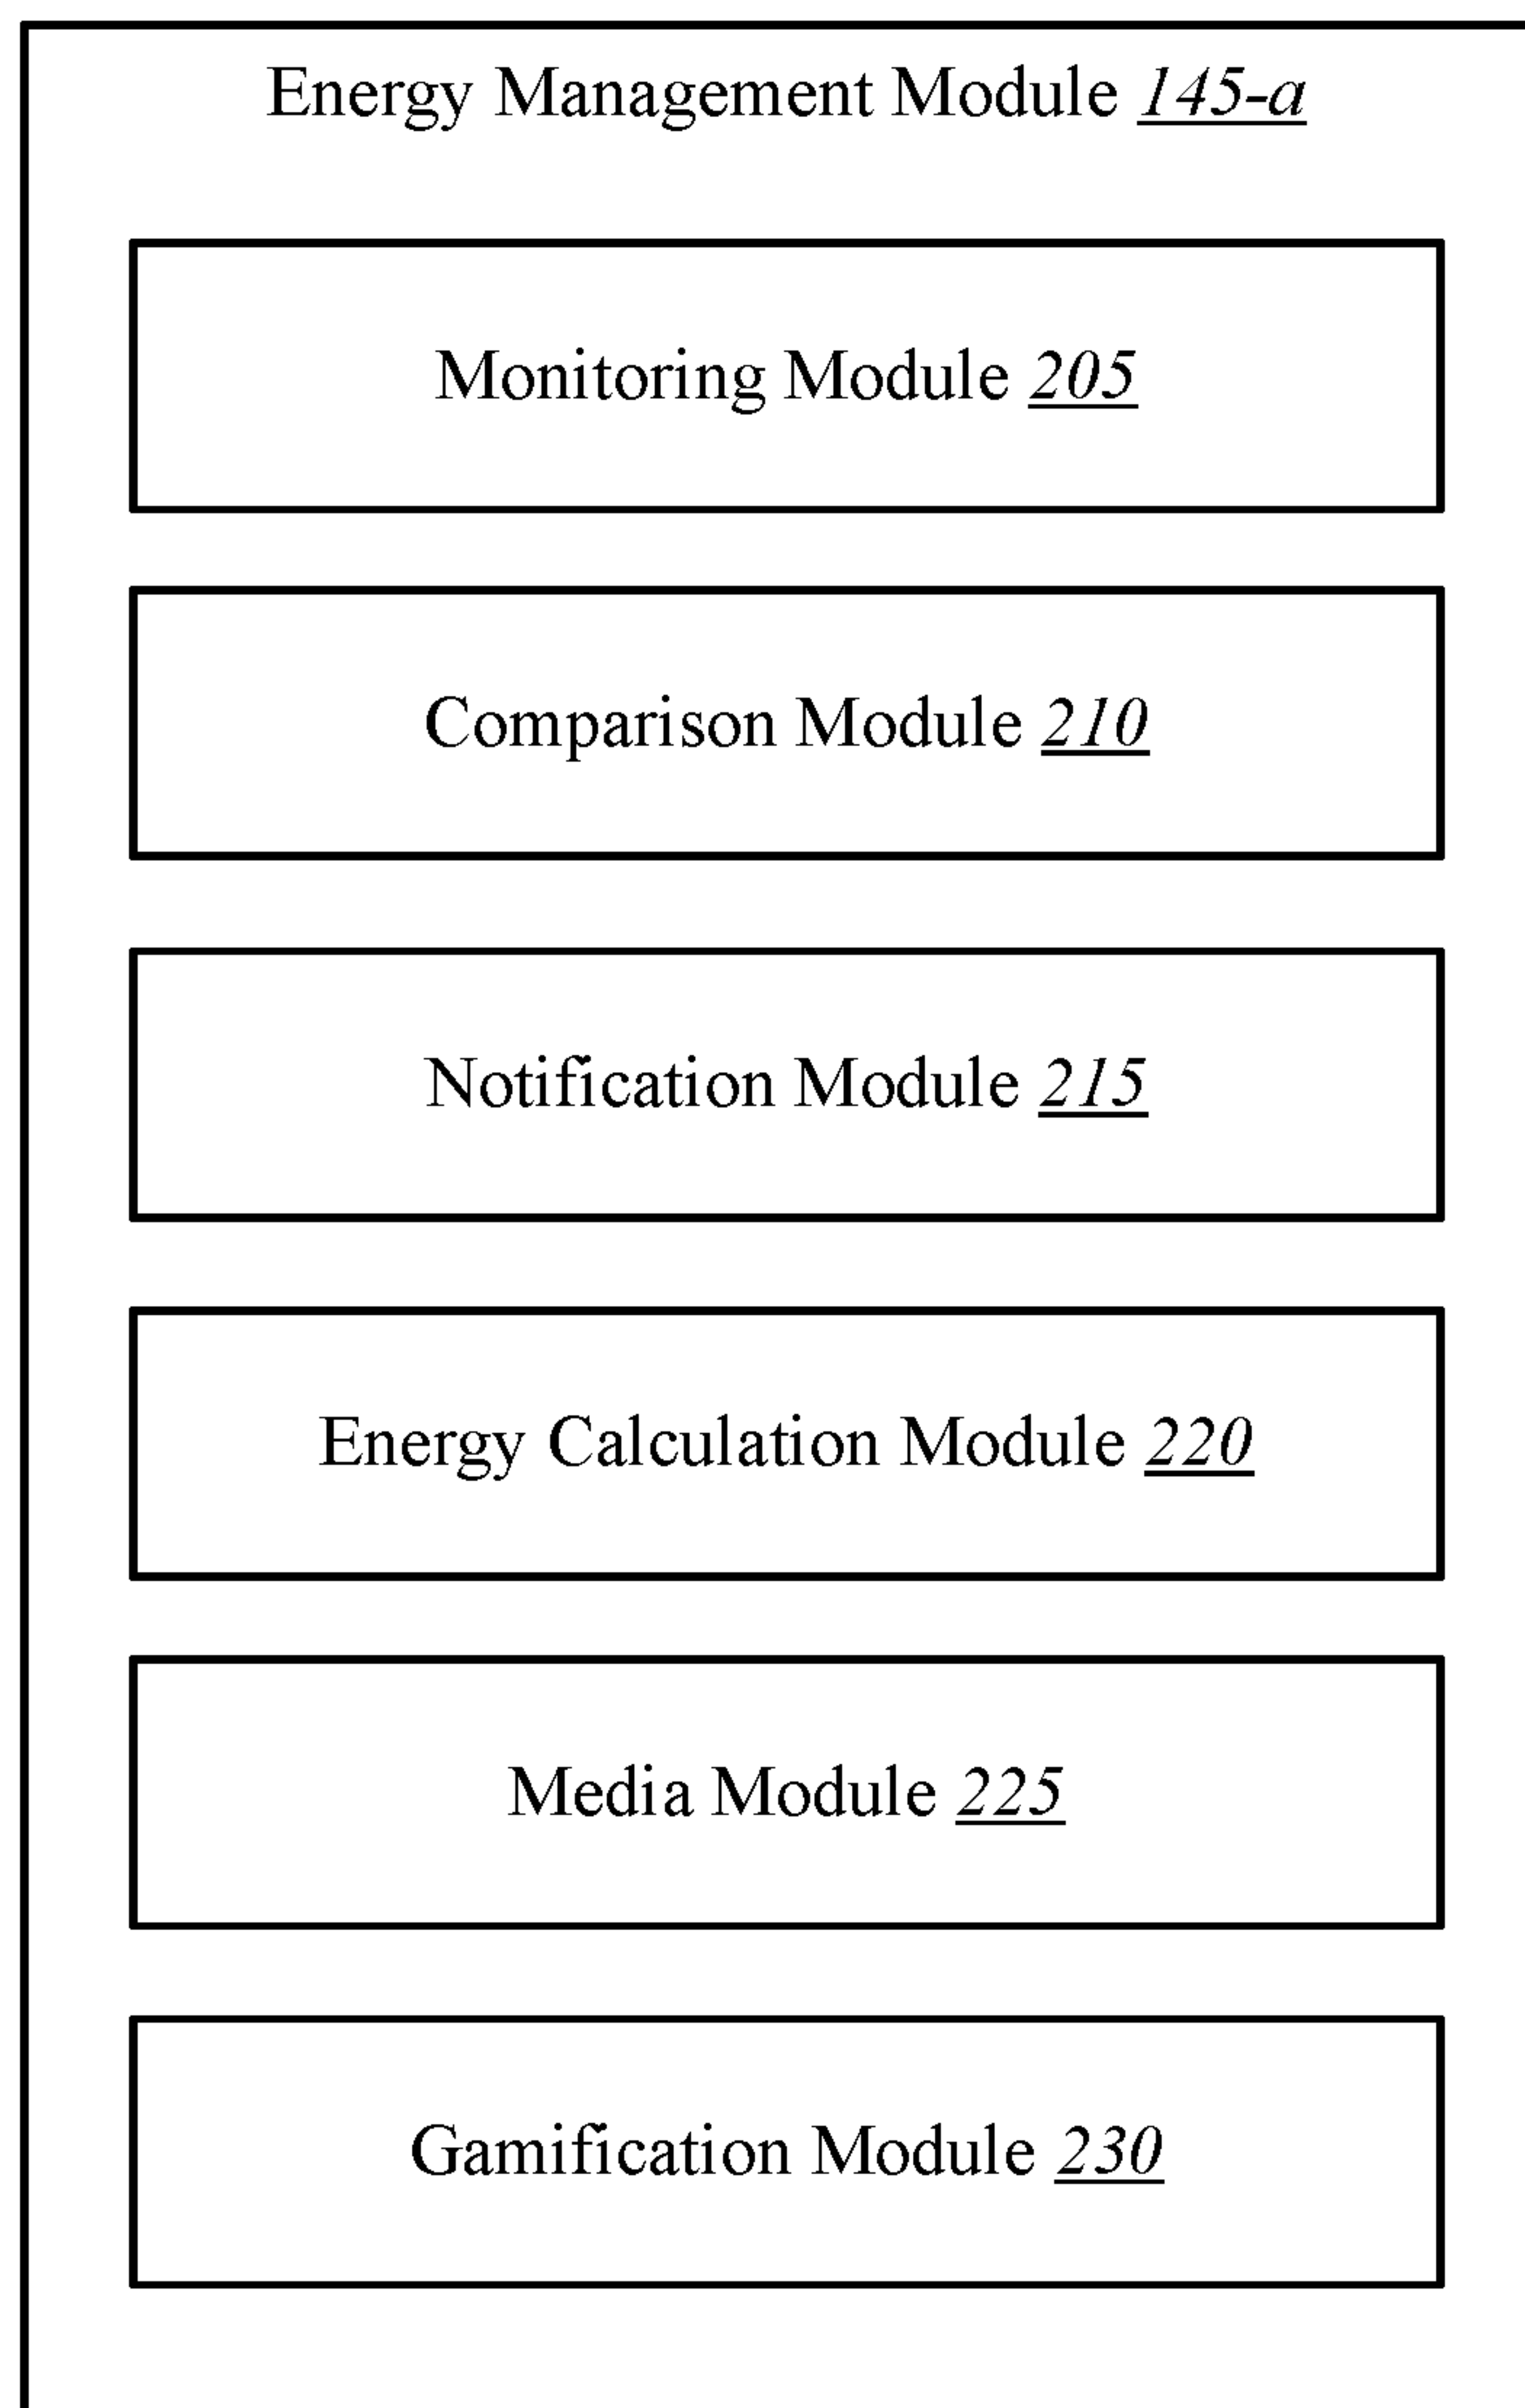 Energy Management Module 145-a
Monitoring Module 205
Comparison Module 210
Notification Module 215
Energy Calculation Module 220
Media Module 225
Gamification Module 230